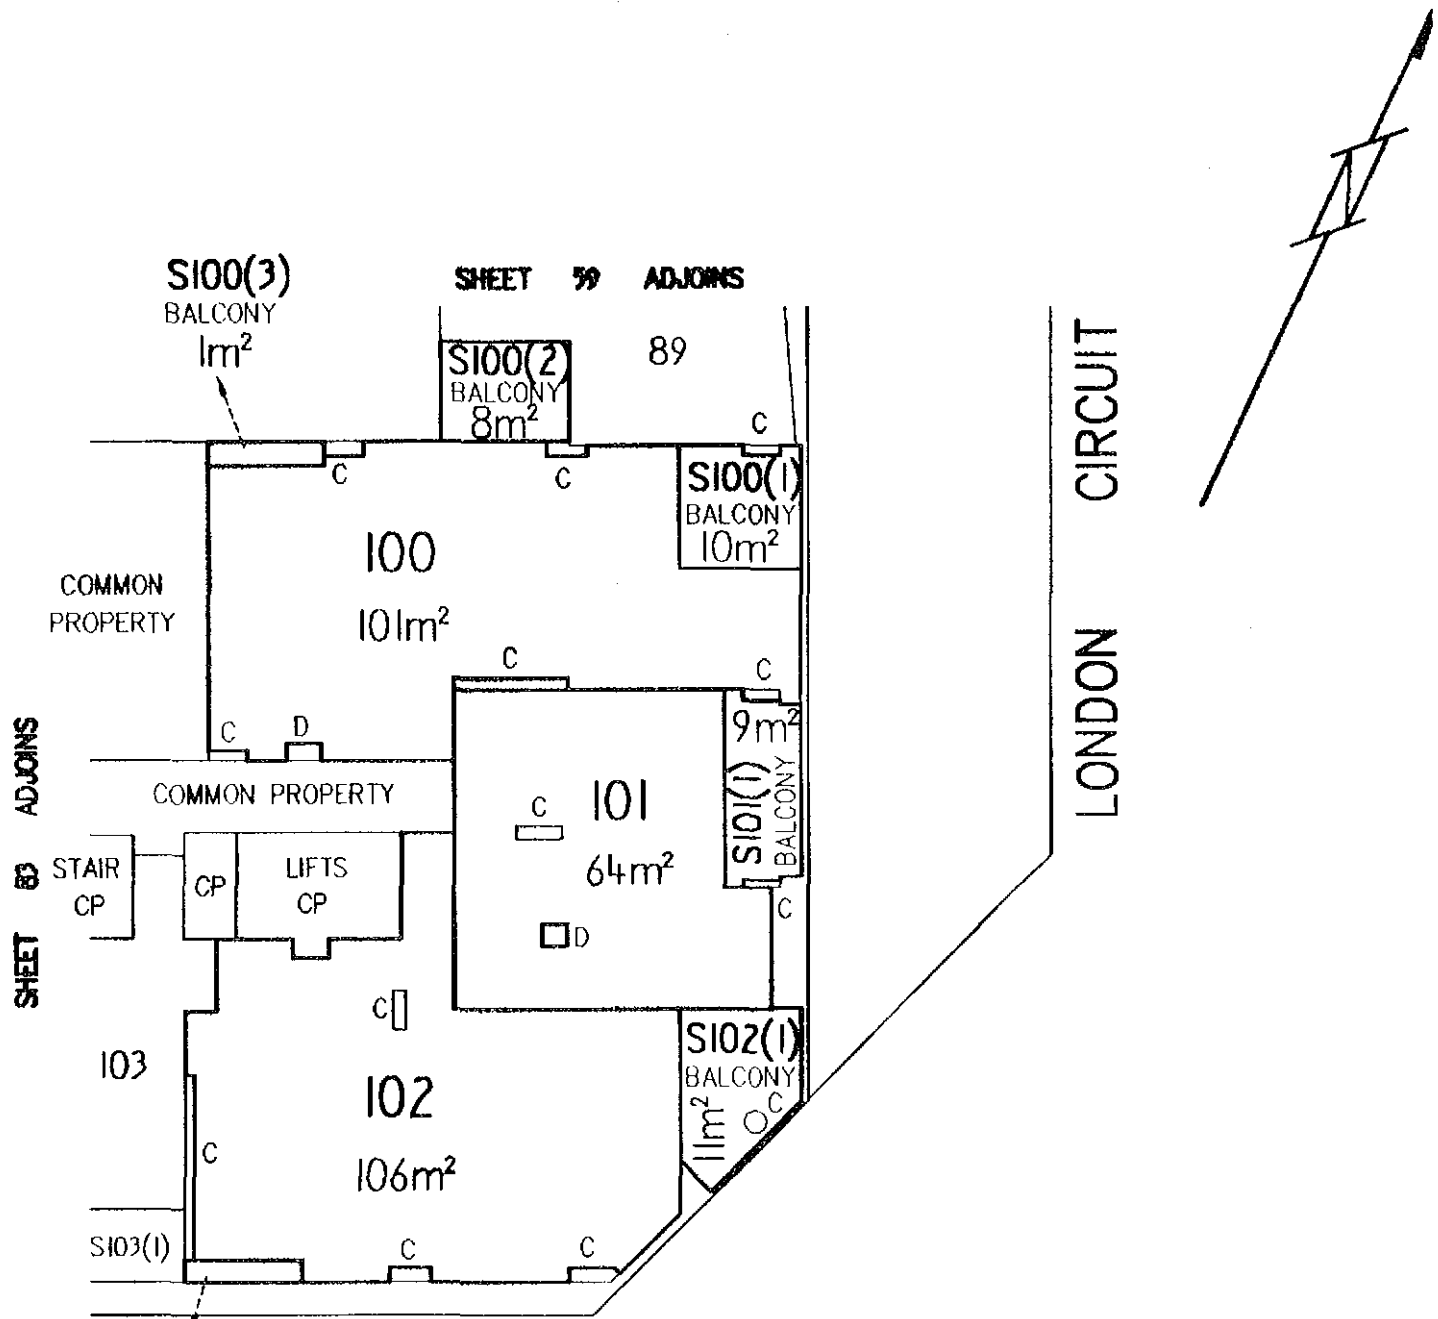 S100(3)
BALCONY
1m²
SHEET 59 ADJOINS
S100(2)
BALCONY
8m²
89
C
C
C
S100(1)
BALCONY
10m²
100
101m²
COMMON
PROPERTY
C
C
C
D
9m²
S101(1)
BALCONY
COMMON PROPERTY
101
C
64m²
STAIR
CP
CP
LIFTS
CP
C
D
C
103
102
106m²
C
S102(1)
BALCONY
11m²
C
S103(1)
C
C
SHEET 83 ADJOINS
LONDON CIRCUIT
N